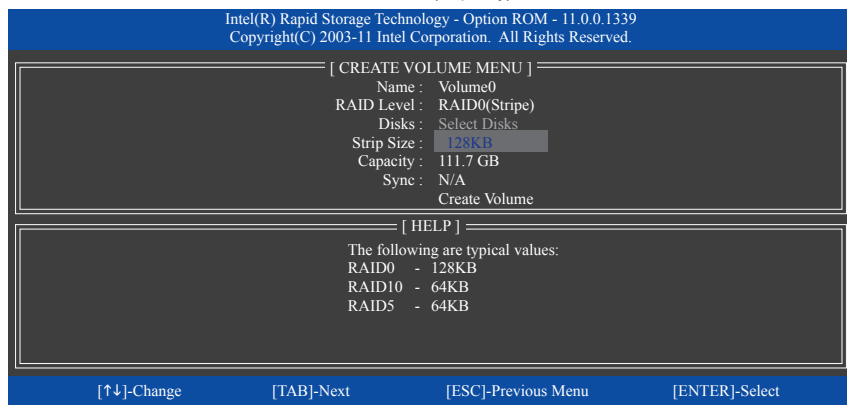 Intel(R) Rapid Storage Technology - Option ROM - 11.0.0.1339
Copyright(C) 2003-11 Intel Corporation. All Rights Reserved.
[ CREATE VOLUME MENU ]
Name : Volume0
RAID Level : RAID0(Stripe)
Disks : Select Disks
Strip Size : 128KB
Capacity : 111.7 GB
Sync : N/A
Create Volume
[ HELP ]
The following are typical values:
RAID0 - 128KB
RAID10 - 64KB
RAID5 - 64KB
[↑↓]-Change [TAB]-Next [ESC]-Previous Menu [ENTER]-Select